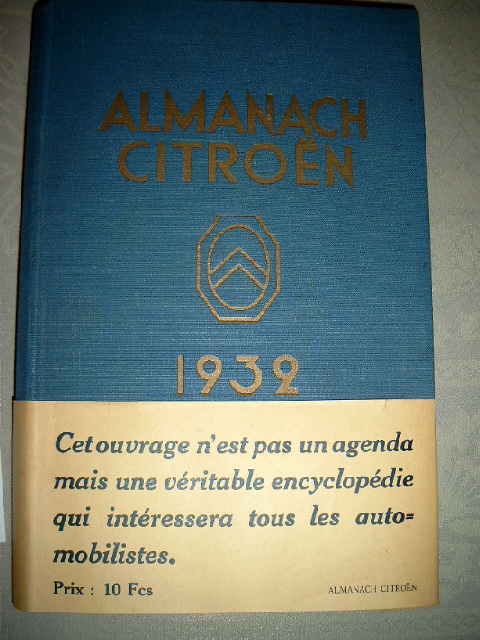 ALMANACH
CITROËN
1932
Cet ouvrage n'est pas un agenda
mais une véritable encyclopédie
qui intéressera tous les auto=
mobilistes.
Prix : 10 Fcs
ALMANACH CITROËN